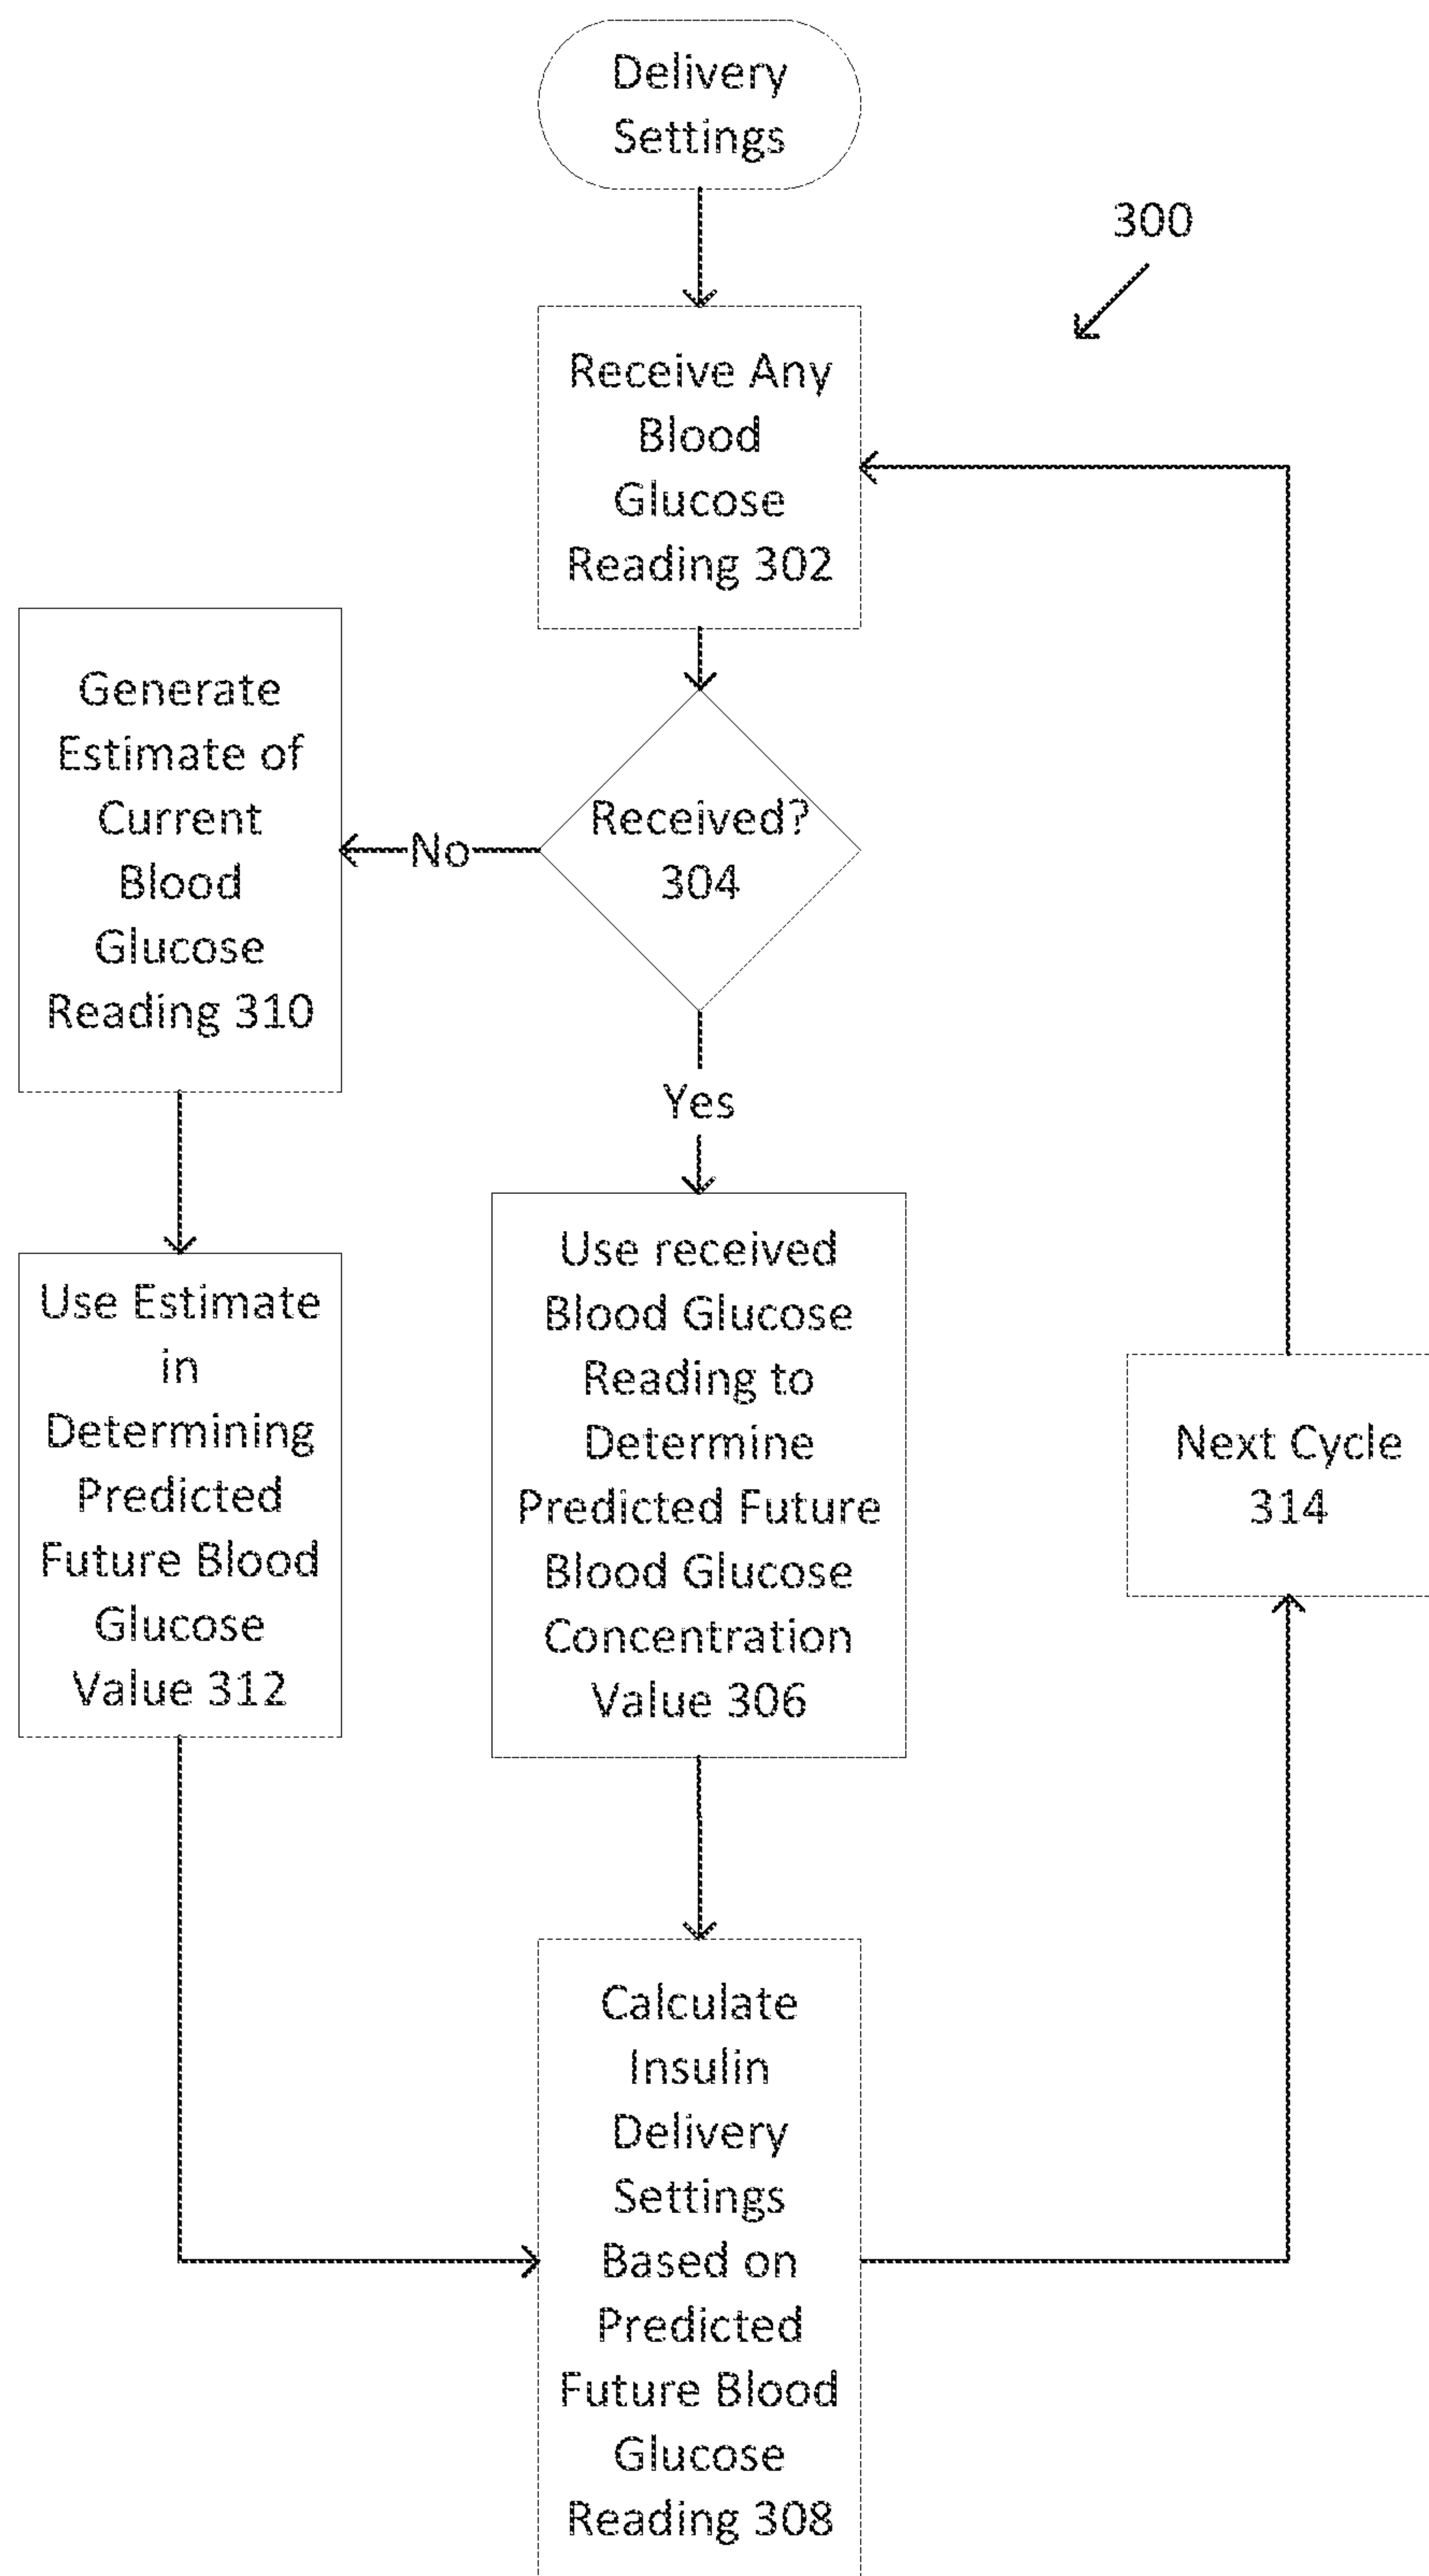 Delivery
Settings
300
Receive Any
Blood
Glucose
Reading 302
Generate
Estimate of
Current
Blood
Glucose
Reading 310
Received?
304
No
Yes
Use Estimate
in
Determining
Predicted
Future Blood
Glucose
Value 312
Use received
Blood Glucose
Reading to
Determine
Predicted Future
Blood Glucose
Concentration
Value 306
Next Cycle
314
Calculate
Insulin
Delivery
Settings
Based on
Predicted
Future Blood
Glucose
Reading 308